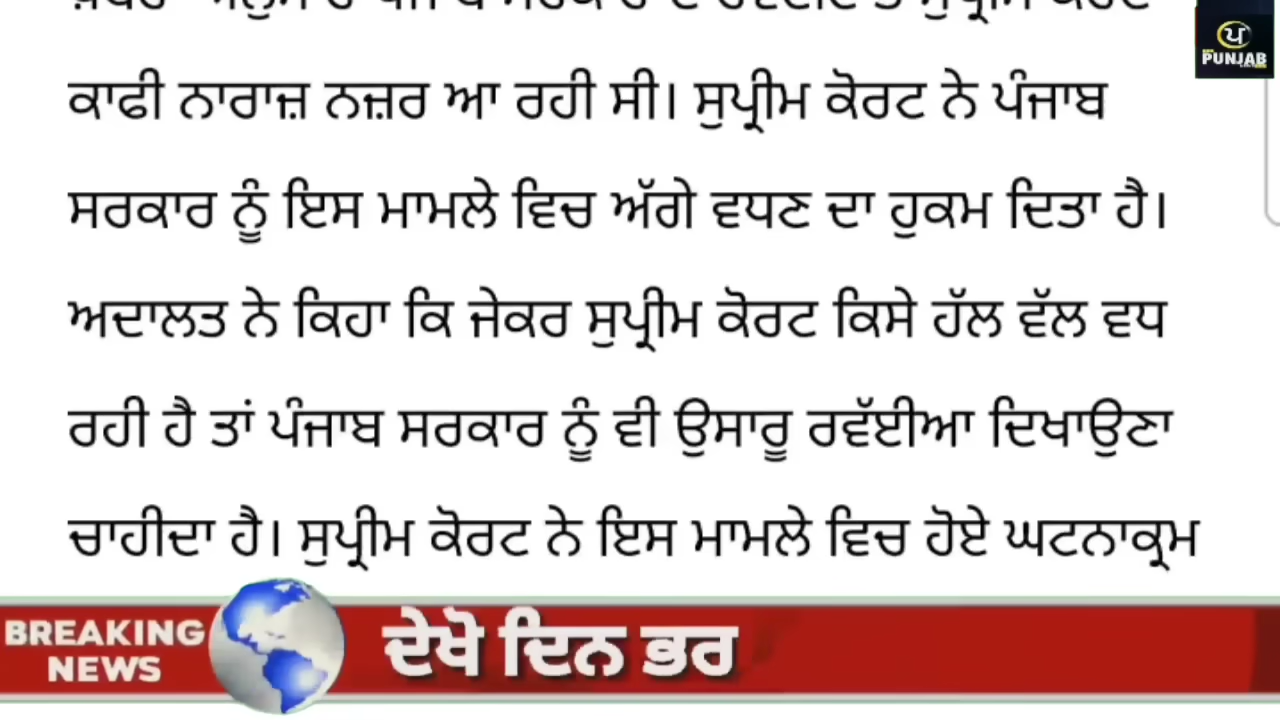 ਕਾਫੀ ਨਾਰਾਜ਼ ਨਜ਼ਰ ਆ ਰਹੀ ਸੀ। ਸੁਪ੍ਰੀਮ ਕੋਰਟ ਨੇ ਪੰਜਾਬ
ਸਰਕਾਰ ਨੂੰ ਇਸ ਮਾਮਲੇ ਵਿਚ ਅੱਗੇ ਵਧਣ ਦਾ ਹੁਕਮ ਦਿਤਾ ਹੈ।
ਅਦਾਲਤ ਨੇ ਕਿਹਾ ਕਿ ਜੇਕਰ ਸੁਪ੍ਰੀਮ ਕੋਰਟ ਕਿਸੇ ਹੱਲ ਵੱਲ ਵਧ
ਰਹੀ ਹੈ ਤਾਂ ਪੰਜਾਬ ਸਰਕਾਰ ਨੂੰ ਵੀ ਉਸਾਰੂ ਰਵੱਈਆ ਦਿਖਾਉਣਾ
ਚਾਹੀਦਾ ਹੈ। ਸੁਪ੍ਰੀਮ ਕੋਰਟ ਨੇ ਇਸ ਮਾਮਲੇ ਵਿਚ ਹੋਏ ਘਟਨਾਕ੍ਰਮ
BREAKING
NEWS
ਦੇਖੋ ਦਿਨ ਭਰ
ਪ
PUNJAB